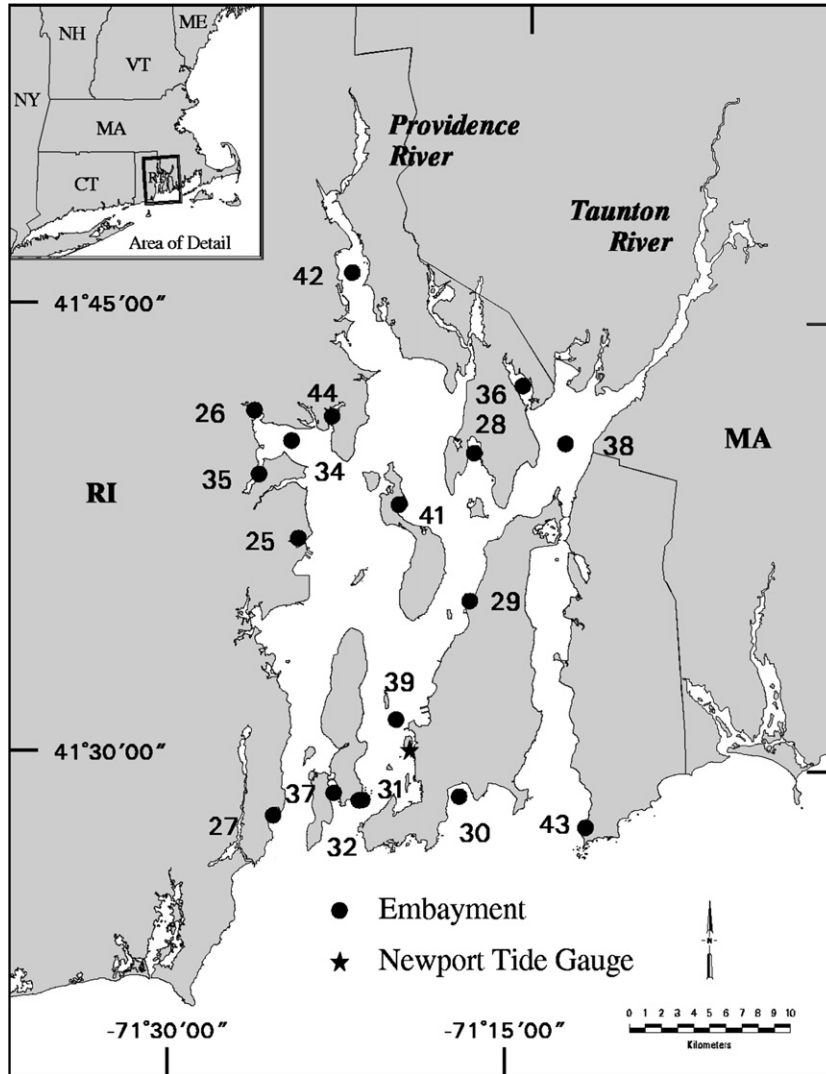 NH
ME
VT
NY
MA
CT
RI
Area of Detail
Providence
River
Taunton
River
42
41°45′00″
44
26
36
28
38
MA
34
RI
35
41
25
29
39
41°30′00″
37
31
27
32
30
43
Embayment
Newport Tide Gauge
N
0 1 2 3 4 5 6 7 8 9 10
Kilometers
-71°30′00″
-71°15′00″